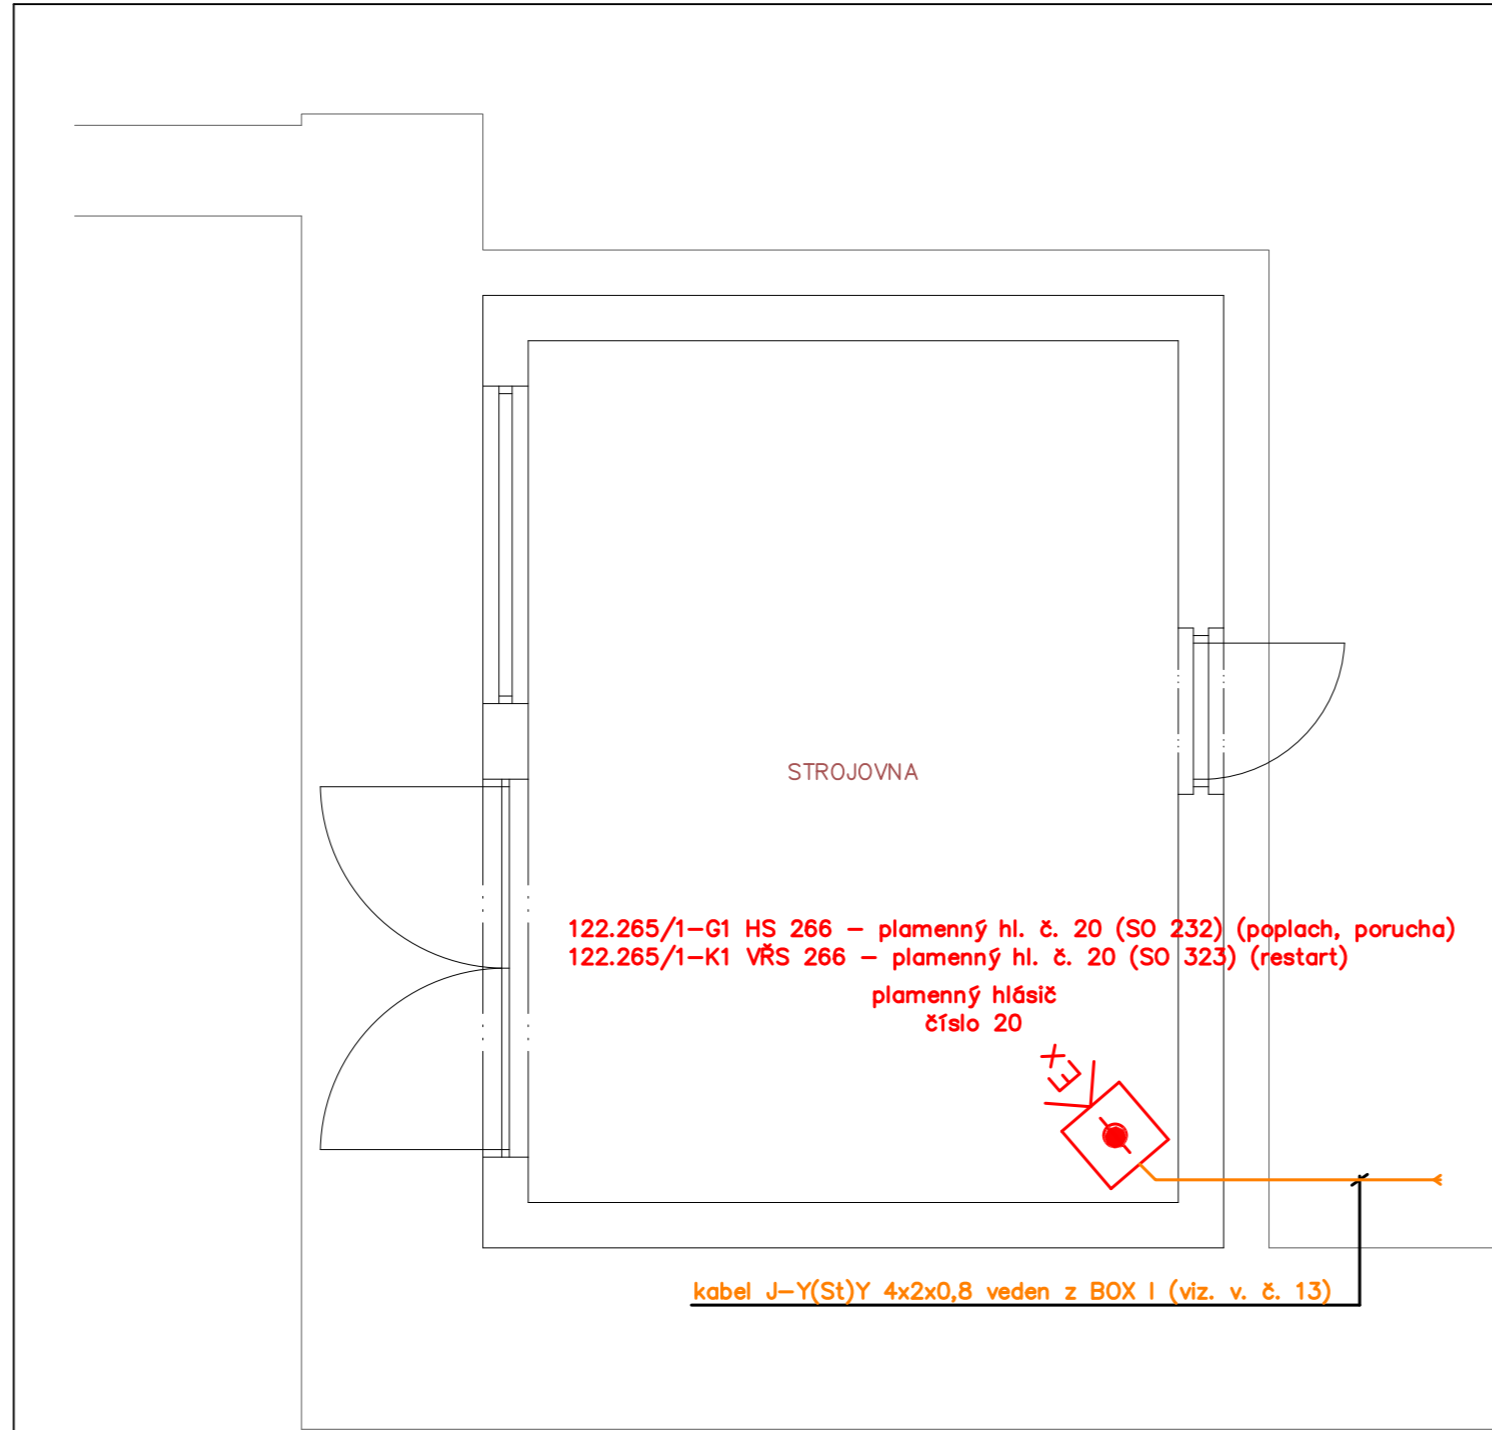 STROJOVNA
122.265/1-G1 HS 266 - plamenný hl. č. 20 (SO 232) (poplach, porucha)
122.265/1-K1 VŘS 266 - plamenný hl. č. 20 (SO 323) (restart)
plamenný hlásič
číslo 20
EX
kabel J-Y(St)Y 4x2x0,8 veden z BOX I (viz. v. č. 13)